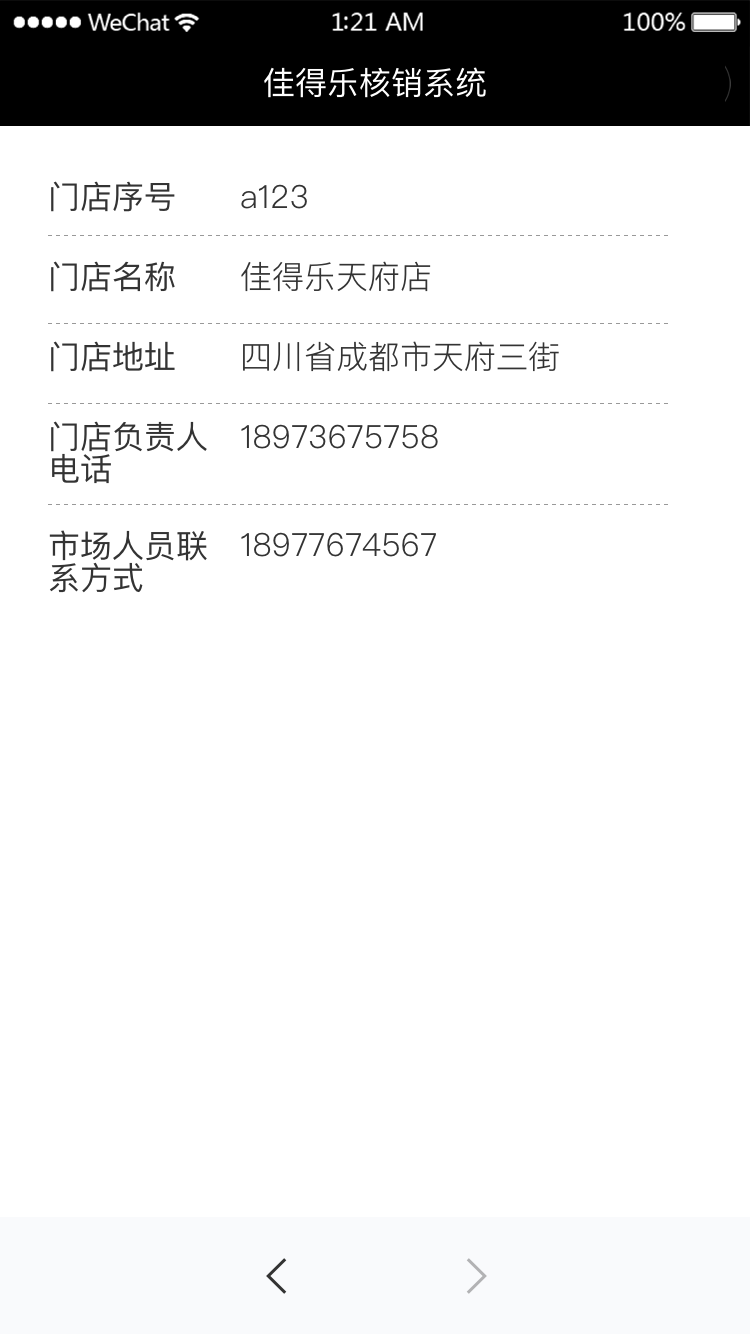 WeChat 1:21 AM 100%
佳得乐核销系统
门店序号 a123
门店名称 佳得乐天府店
门店地址 四川省成都市天府三街
门店负责人 18973675758
电话
市场人员联 18977674567
系方式